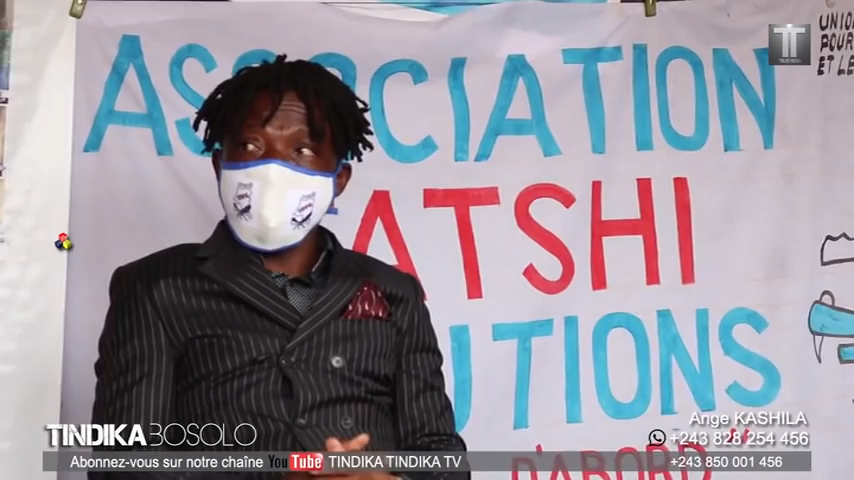 ASSOCIATION
ATSHI
UTIONS
D'ABORD"
UNION
POUR
ET LE
TT
TINDIKA BOSOLO
Ange KASHILA
+243 828 254 456
Abonnez-vous sur notre chaîne YouTube TINDIKA TINDIKA TV
+243 850 001 456